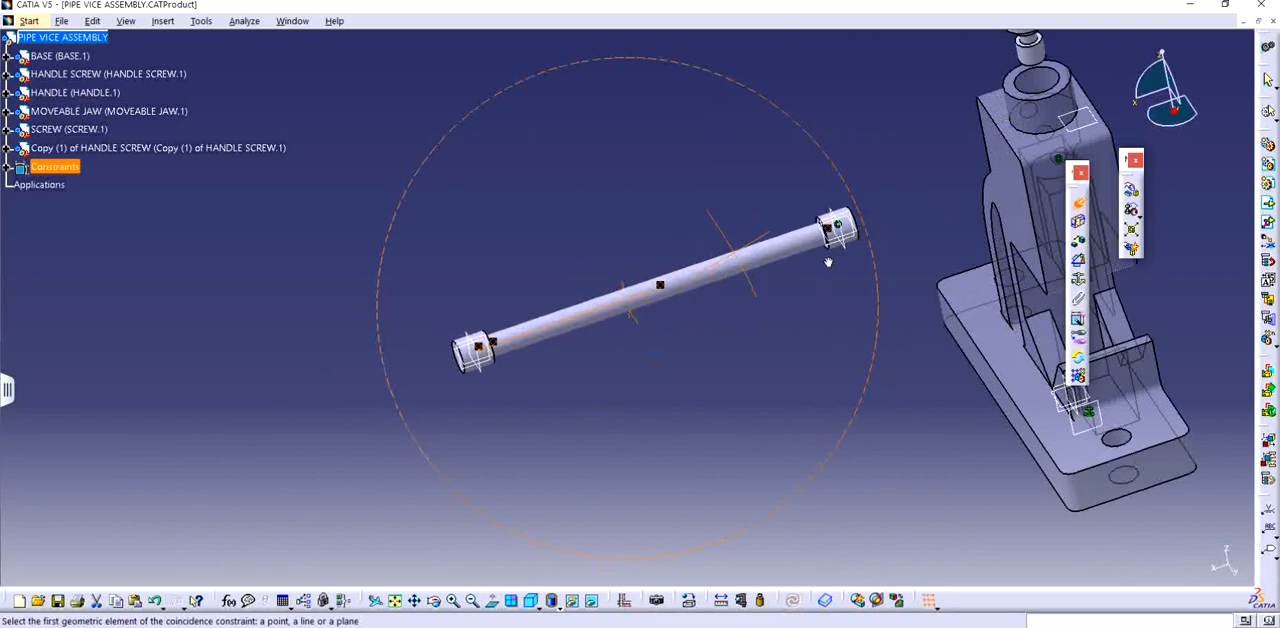 CATIA V5 - [PIPE VICE ASSEMBLY.CATProduct]
Start File Edit View Insert Tools Analyze Window Help
PIPE VICE ASSEMBLY
BASE (BASE.1)
HANDLE SCREW (HANDLE SCREW.1)
HANDLE (HANDLE.1)
MOVEABLE JAW (MOVEABLE JAW.1)
SCREW (SCREW.1)
Copy (1) of HANDLE SCREW (Copy (1) of HANDLE SCREW.1)
Constraints
Applications
f(x)
CATIA
Select the first geometric element of the coincidence constraint: a point, a line or a plane